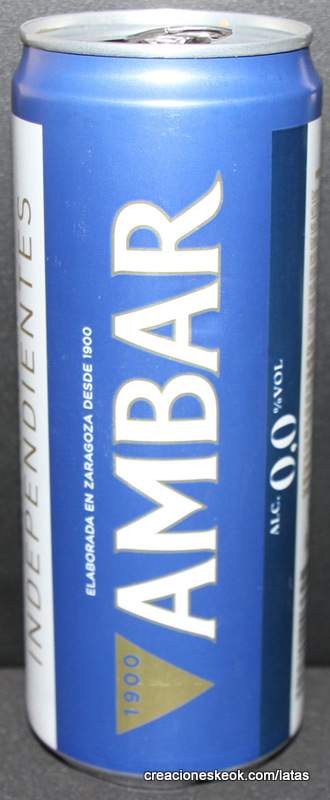 INDEPENDIENTES
ELABORADA EN ZARAGOZA DESDE 1900
AMBAR
1900
ALC. 0,0 %VOL
creacioneskeok.com/latas